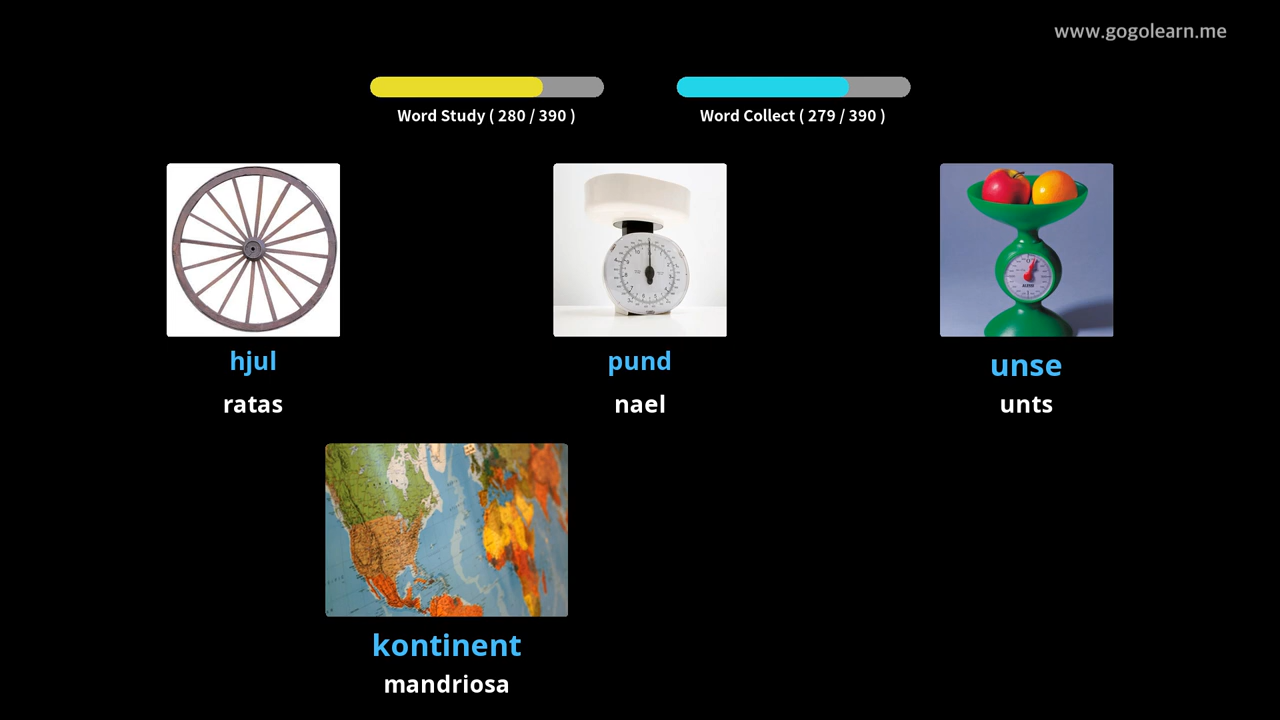 www.gogolearn.me
Word Study ( 280 / 390 )
Word Collect ( 279 / 390 )
hjul
pund
unse
ratas
nael
unts
kontinent
mandriosa